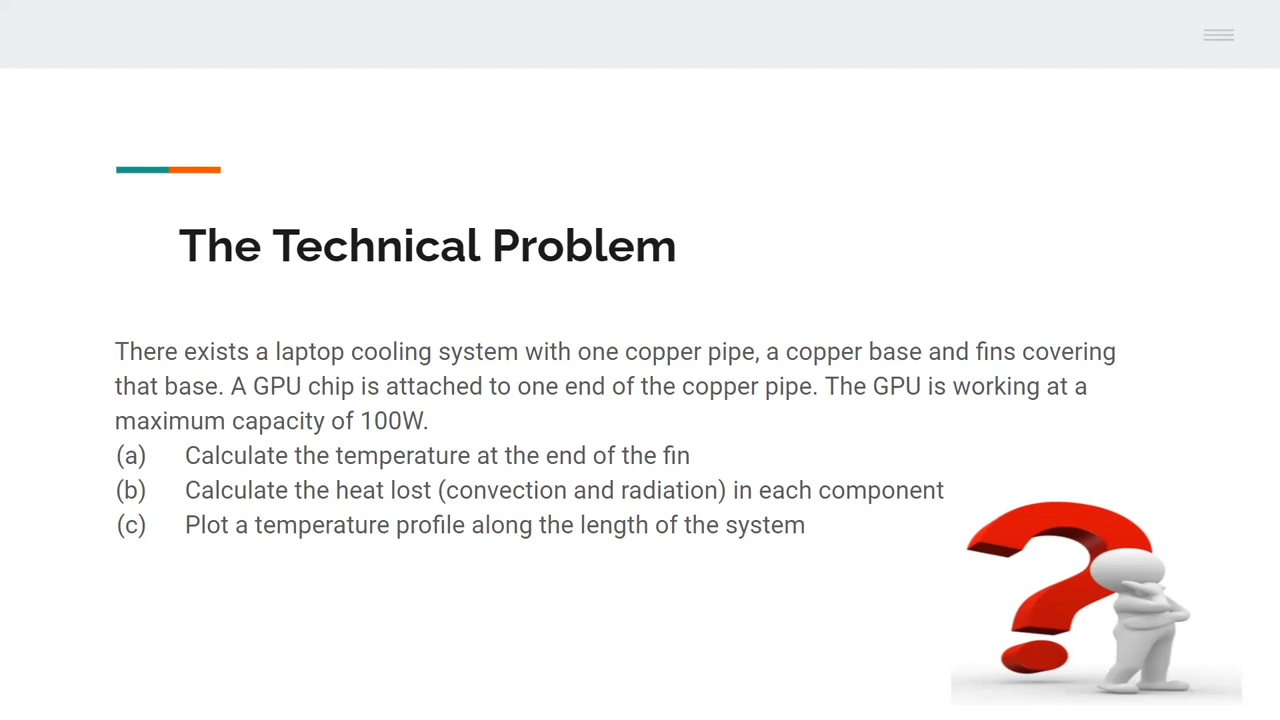 The Technical Problem
There exists a laptop cooling system with one copper pipe, a copper base and fins covering
that base. A GPU chip is attached to one end of the copper pipe. The GPU is working at a
maximum capacity of 100W.
(a) Calculate the temperature at the end of the fin
(b) Calculate the heat lost (convection and radiation) in each component
(c) Plot a temperature profile along the length of the system